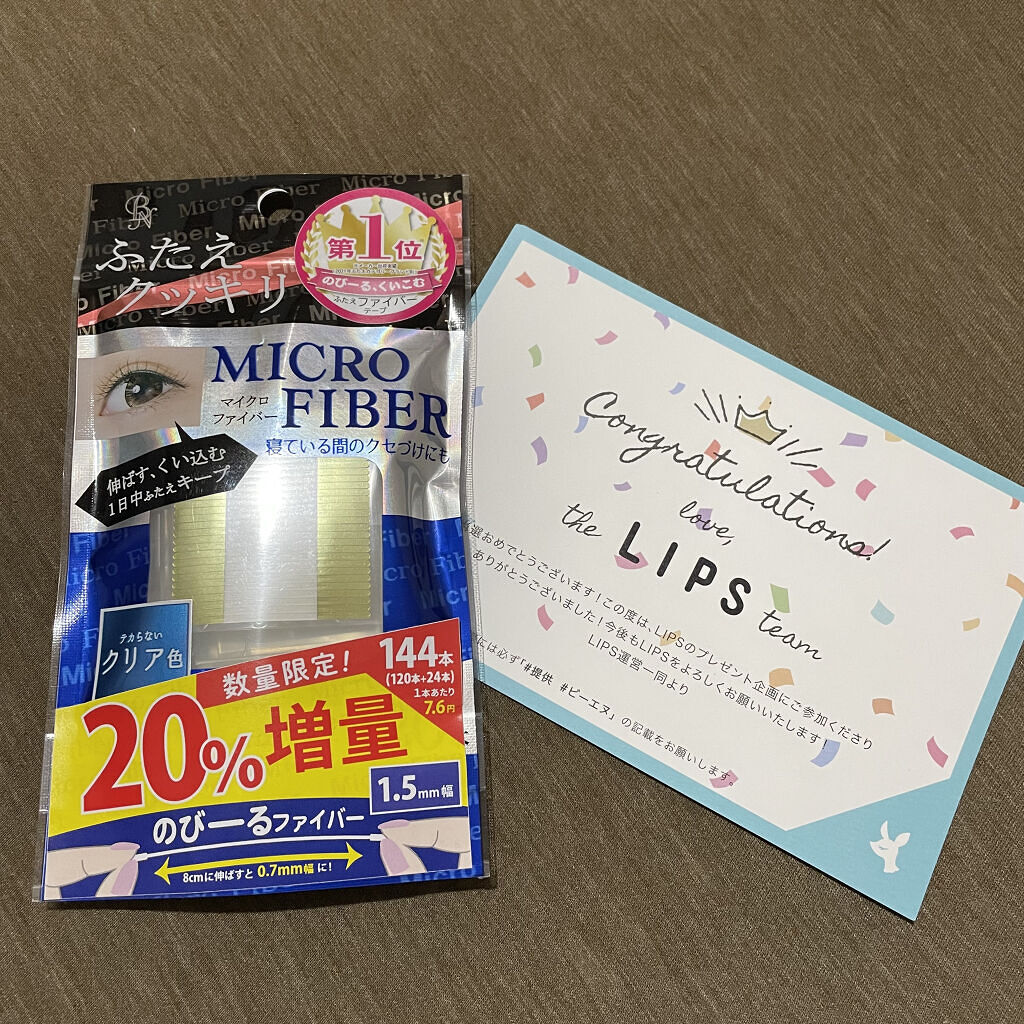 BN
Micro Fiber
ふたえ
クッキリ
第1位
のびーる、くいこむ
ふたえファイバー
テープ
MICRO
FIBER
マイクロ
ファイバー
寝ている間のクセづけにも
伸ばす、くい込む
1日中ふたえキープ
テカらない
クリア色
数量限定!
144本
(120本+24本)
1本あたり
7.6円
20%増量
1.5mm幅
のびーるファイバー
8cmに伸ばすと0.7mm幅に!
Congratulations!
love,
the LIPS team
選おめでとうございます!この度は、LIPSのプレゼント企画にご参加くださり
ありがとうございました!今後もLIPSをよろしくお願いいたします!
LIPS運営一同より
には必ず「#提供 #ビーエヌ」の記載をお願いします。